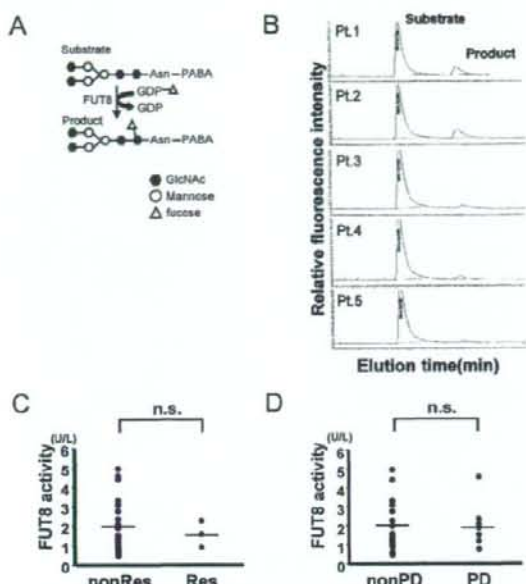 A
Substrate
Asn-PABA
FUT8
GDP
GDP
Product
Asn-PABA
GlcNAc
Mannose
fucose
B
Relative fluorescence intensity
Substrate
Product
Pt.1
Pt.2
Pt.3
Pt.4
Pt.5
Elution time(min)
C
n.s.
(U/L)
FUT8 activity
6
5
4
3
2
1
0
nonRes Res
D
n.s.
(U/L)
FUT8 activity
6
5
4
3
2
1
0
nonPD PD